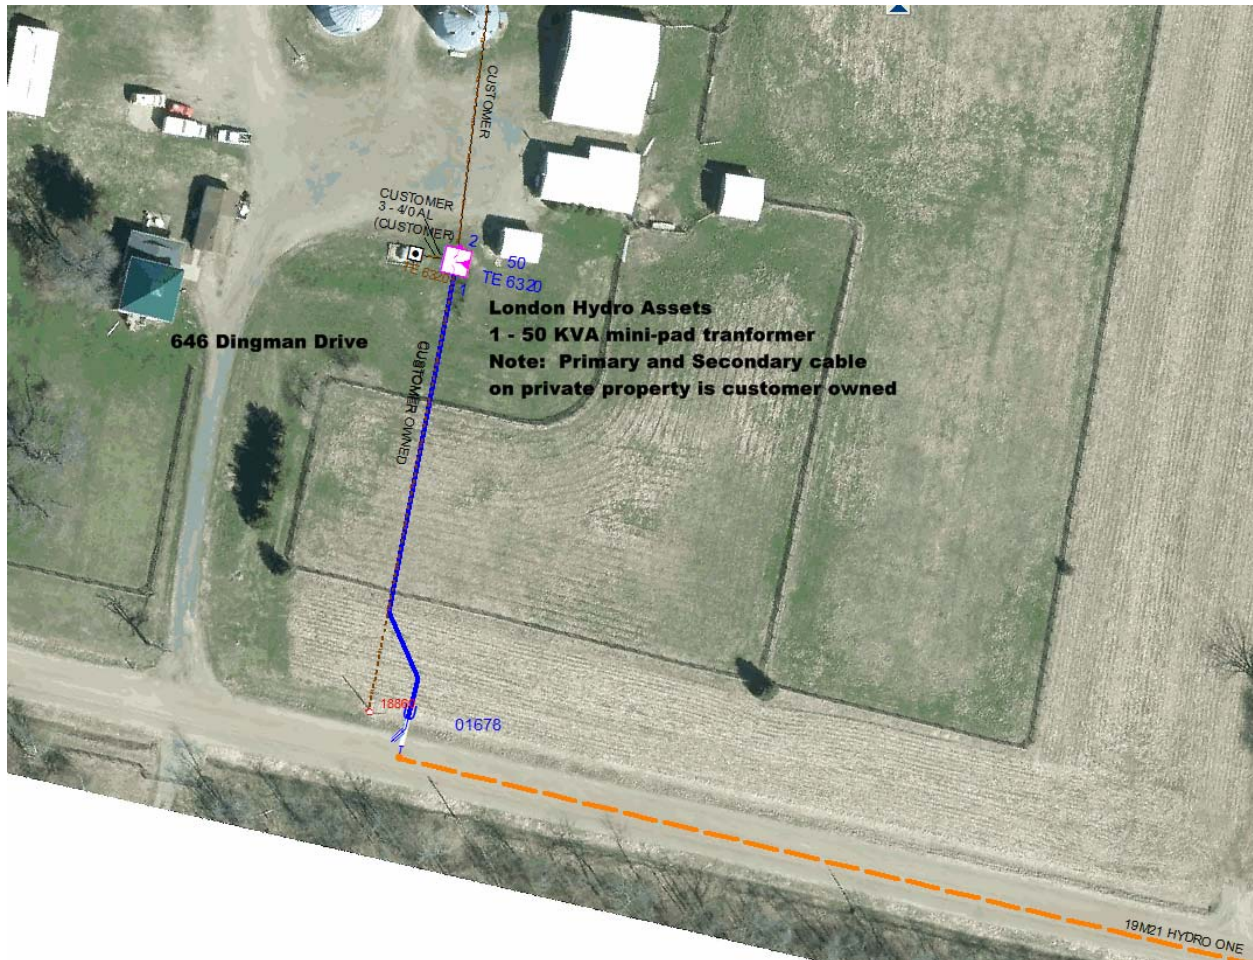 CUSTOMER
CUSTOMER
3 - 4/0 AL
(CUSTOMER)
2
50
TE 6320
TE 6320
1
London Hydro Assets
1 - 50 KVA mini-pad tranformer
Note: Primary and Secondary cable
on private property is customer owned
646 Dingman Drive
CUSTOMER OWNED
01678
19M21 HYDRO ONE